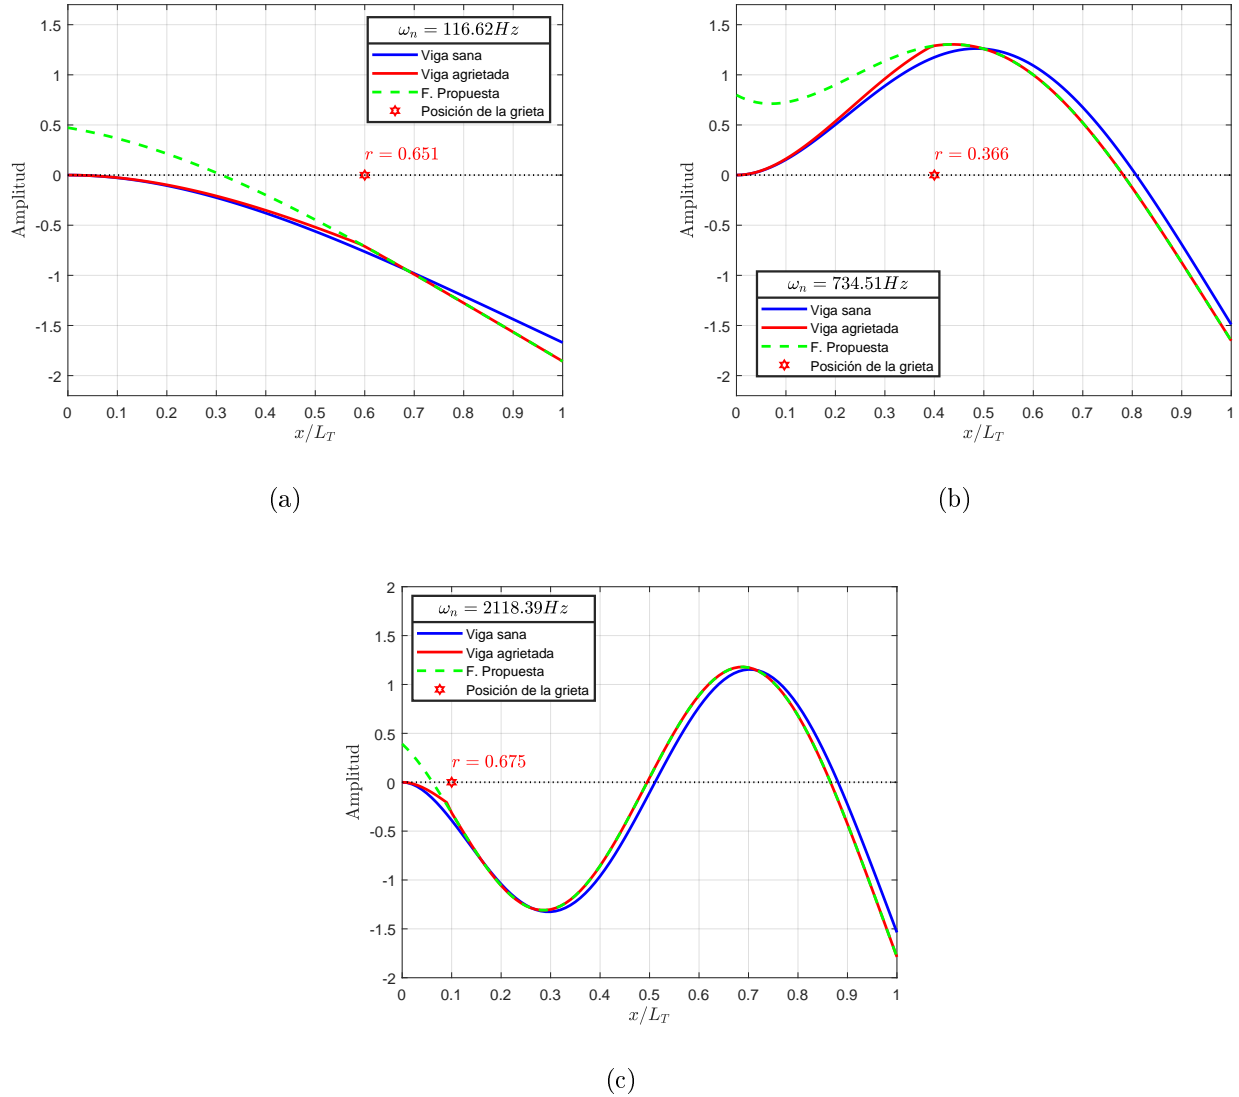 1.5
1
0.5
0
-0.5
-1
-1.5
-2
Amplitud
ω_n = 116.62Hz
Viga sana
Viga agrietada
F. Propuesta
Posición de la grieta
r = 0.651
0 0.1 0.2 0.3 0.4 0.5 0.6 0.7 0.8 0.9 1
x/L_T
(a)
1.5
1
0.5
0
-0.5
-1
-1.5
-2
Amplitud
r = 0.366
ω_n = 734.51Hz
Viga sana
Viga agrietada
F. Propuesta
Posición de la grieta
0 0.1 0.2 0.3 0.4 0.5 0.6 0.7 0.8 0.9 1
x/L_T
(b)
2
1.5
1
0.5
0
-0.5
-1
-1.5
-2
Amplitud
ω_n = 2118.39Hz
Viga sana
Viga agrietada
F. Propuesta
Posición de la grieta
r = 0.675
0 0.1 0.2 0.3 0.4 0.5 0.6 0.7 0.8 0.9 1
x/L_T
(c)